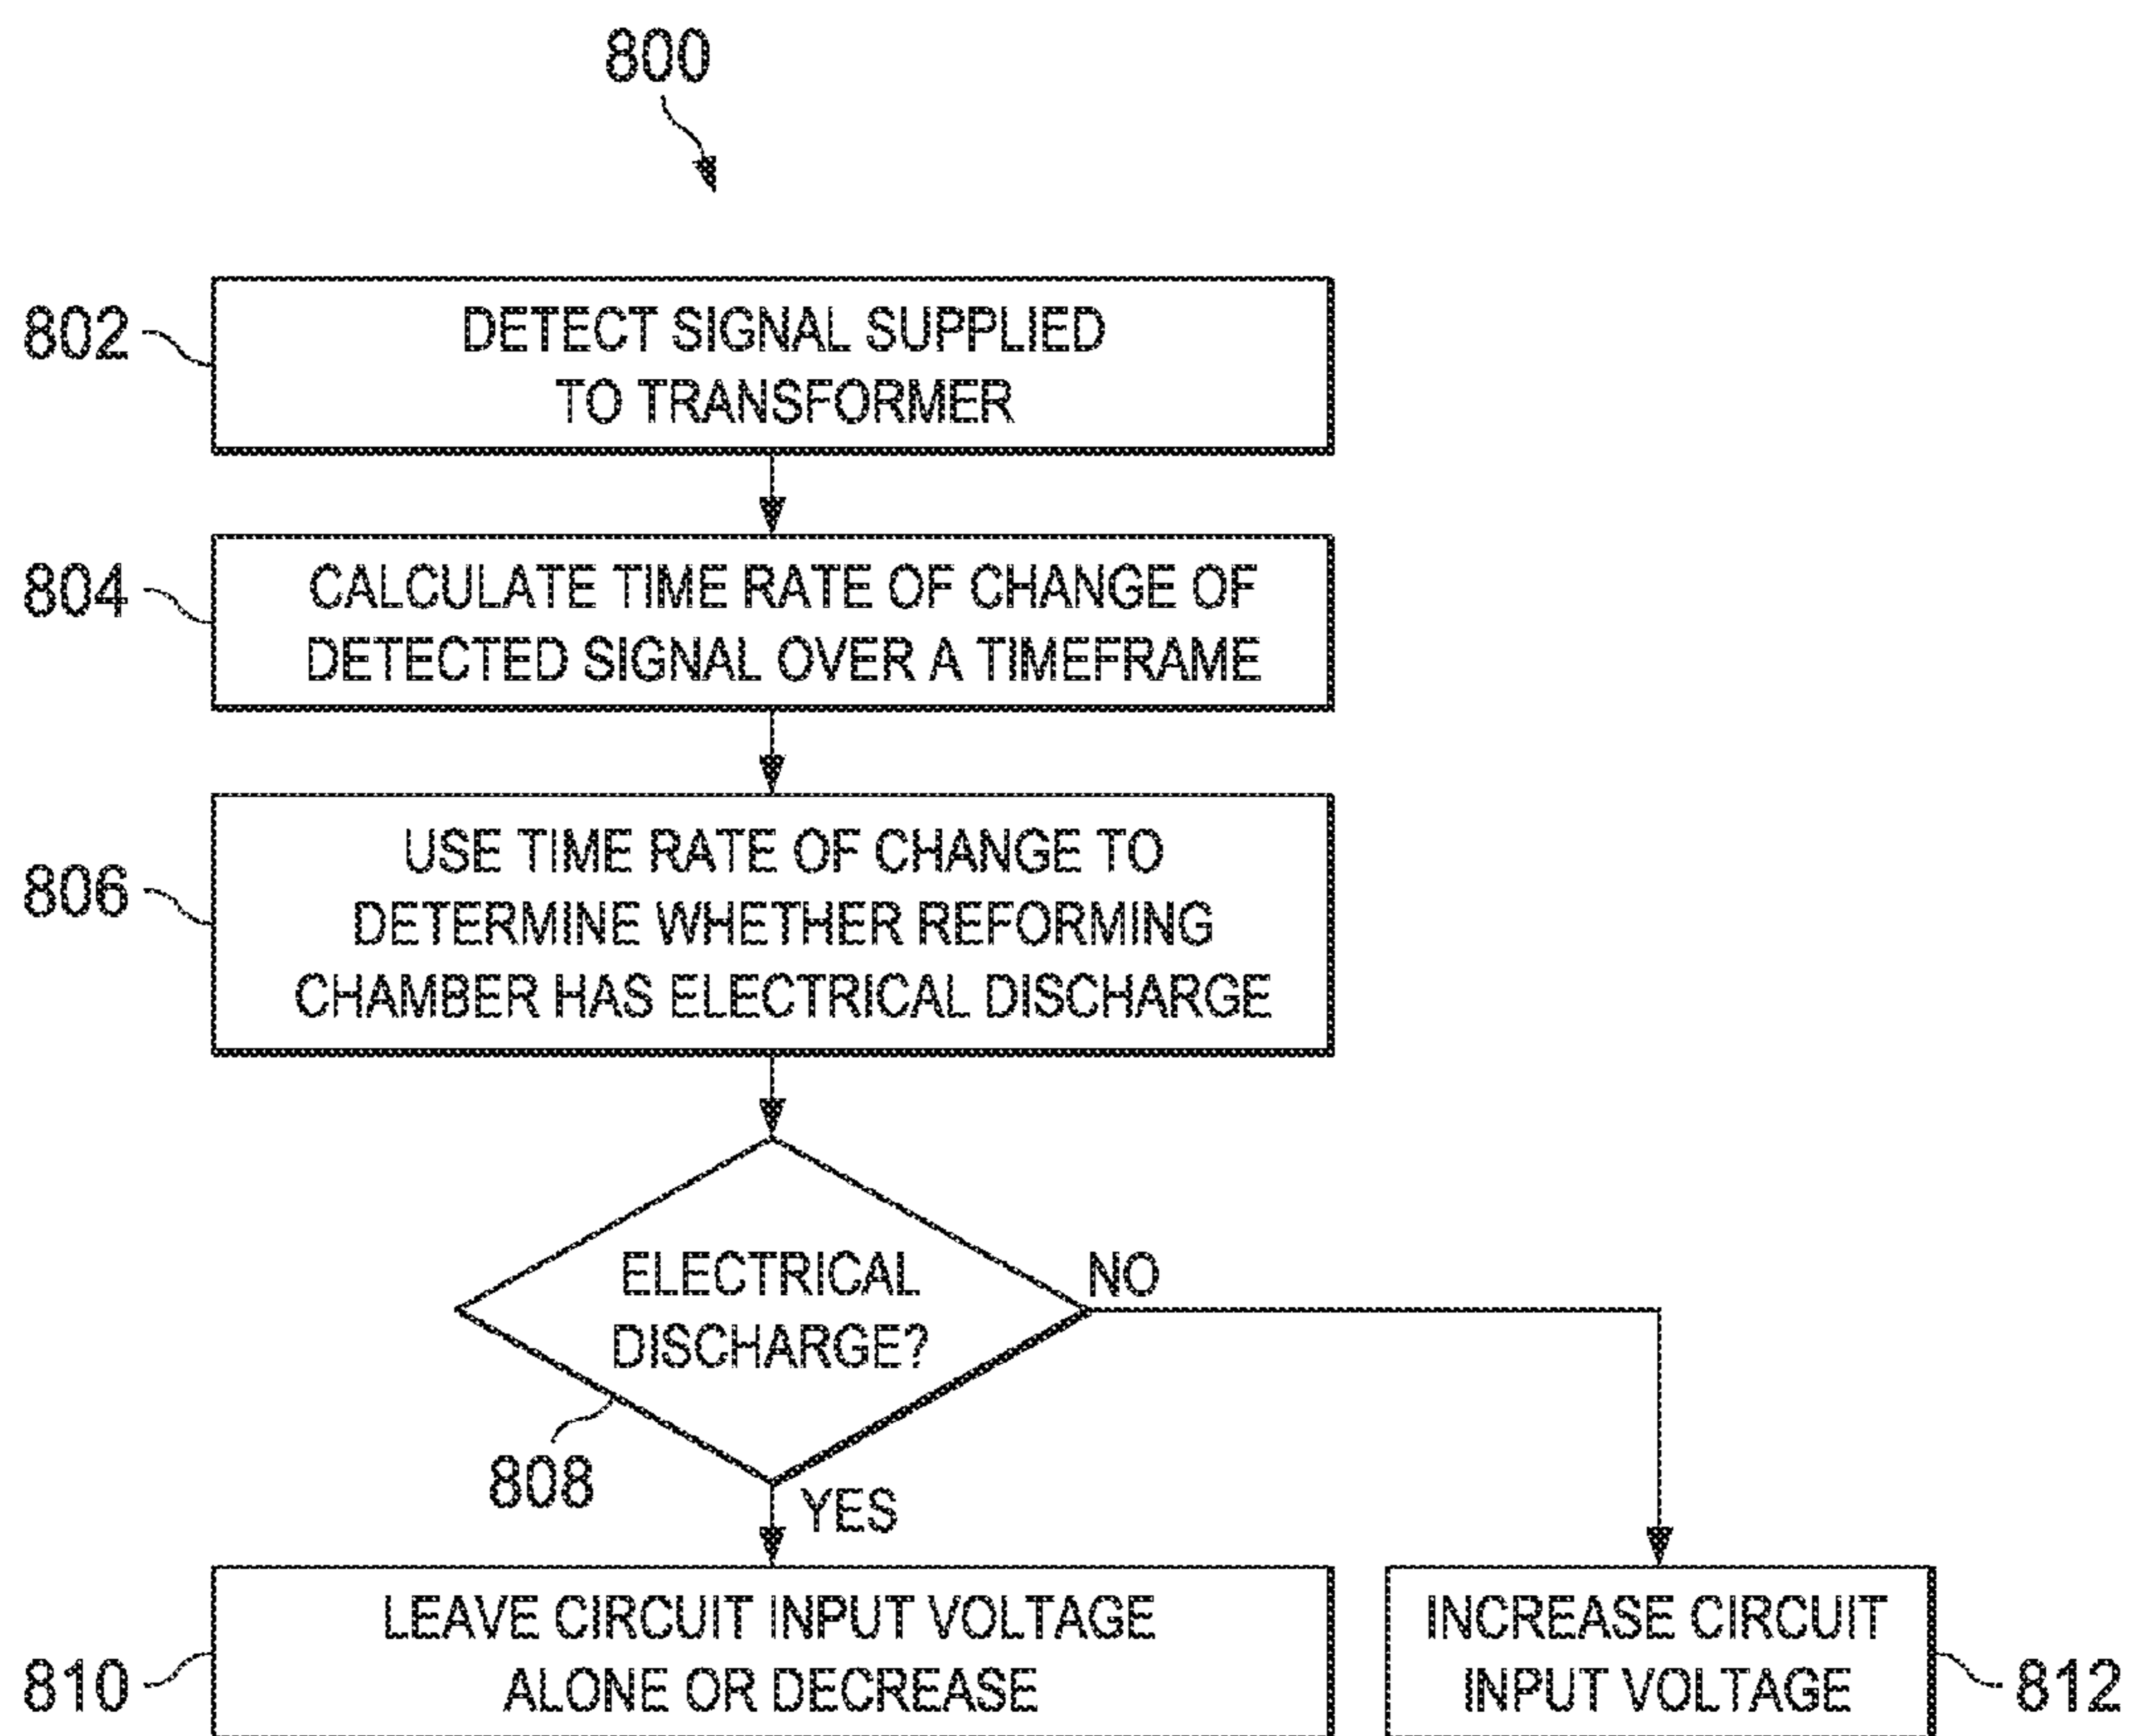 800
802
DETECT SIGNAL SUPPLIED
TO TRANSFORMER
804
CALCULATE TIME RATE OF CHANGE OF
DETECTED SIGNAL OVER A TIMEFRAME
806
USE TIME RATE OF CHANGE TO
DETERMINE WHETHER REFORMING
CHAMBER HAS ELECTRICAL DISCHARGE
ELECTRICAL
DISCHARGE?
NO
808
YES
810
LEAVE CIRCUIT INPUT VOLTAGE
ALONE OR DECREASE
INCREASE CIRCUIT
INPUT VOLTAGE
812